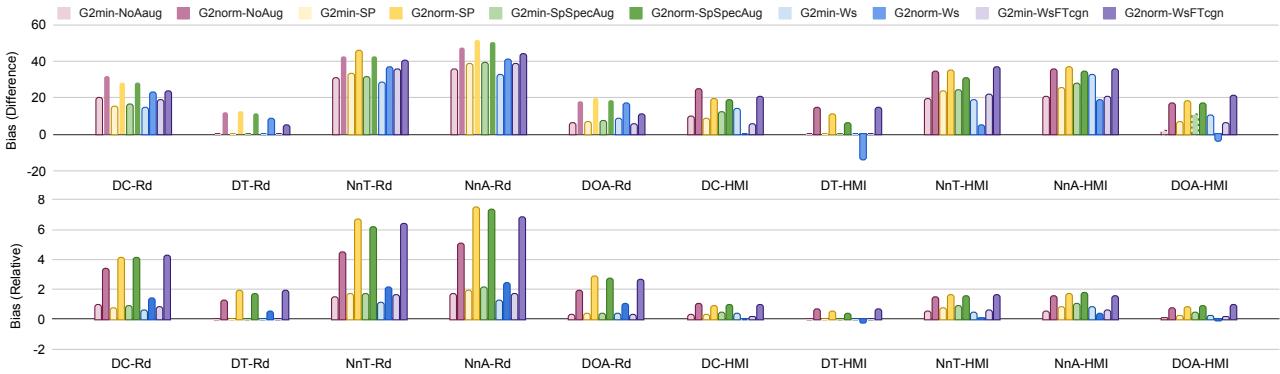 G2min-NoAaug G2norm-NoAug G2min-SP G2norm-SP G2min-SpSpecAug G2norm-SpSpecAug G2min-Ws G2norm-Ws G2min-WsFTcgn G2norm-WsFTcgn
Bias (Difference)
60
40
20
0
-20
DC-Rd DT-Rd NnT-Rd NnA-Rd DOA-Rd DC-HMI DT-HMI NnT-HMI NnA-HMI DOA-HMI
Bias (Relative)
8
6
4
2
0
-2
DC-Rd DT-Rd NnT-Rd NnA-Rd DOA-Rd DC-HMI DT-HMI NnT-HMI NnA-HMI DOA-HMI